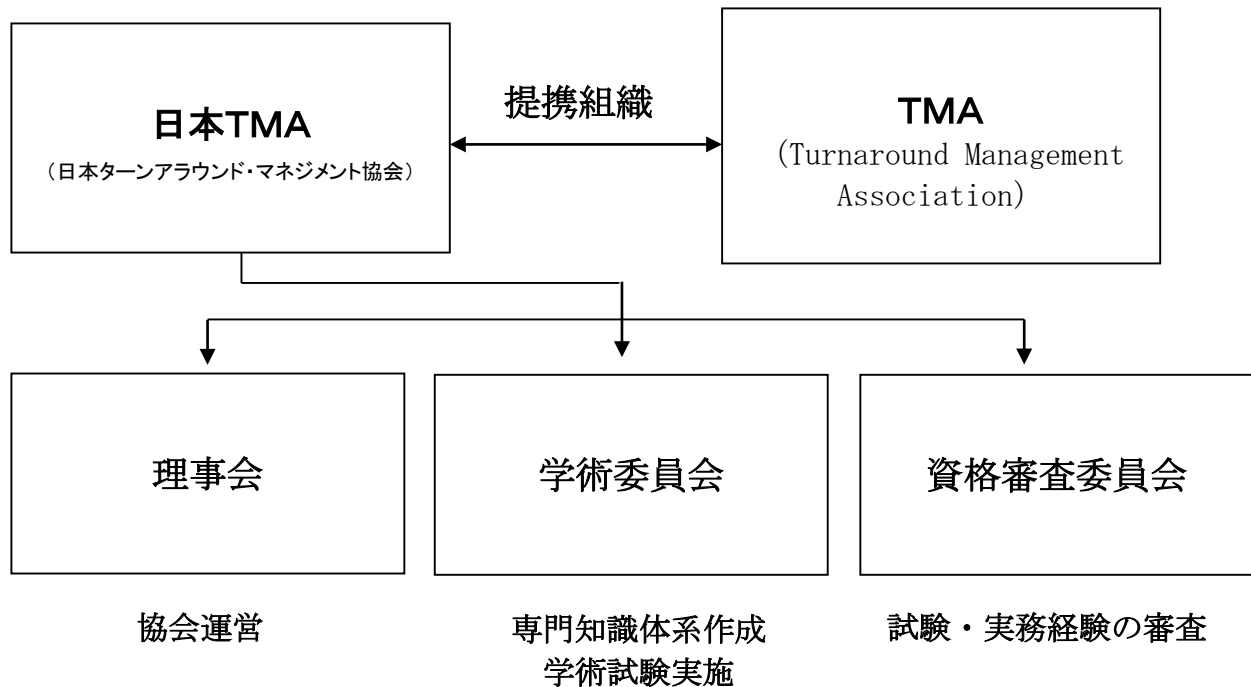 日本TMA
（日本ターンアラウンド・マネジメント協会）
提携組織
TMA
(Turnaround Management
Association)
理事会
学術委員会
資格審査委員会
協会運営
専門知識体系作成
学術試験実施
試験・実務経験の審査